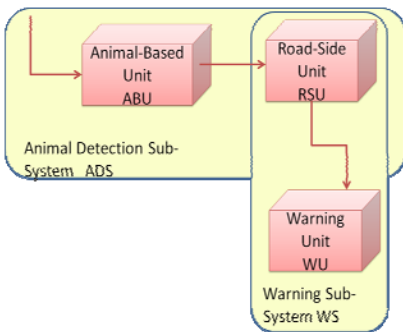 Animal-Based
Unit
ABU
Road-Side
Unit
RSU
Animal Detection Sub-
System ADS
Warning
Unit
WU
Warning Sub-
System WS